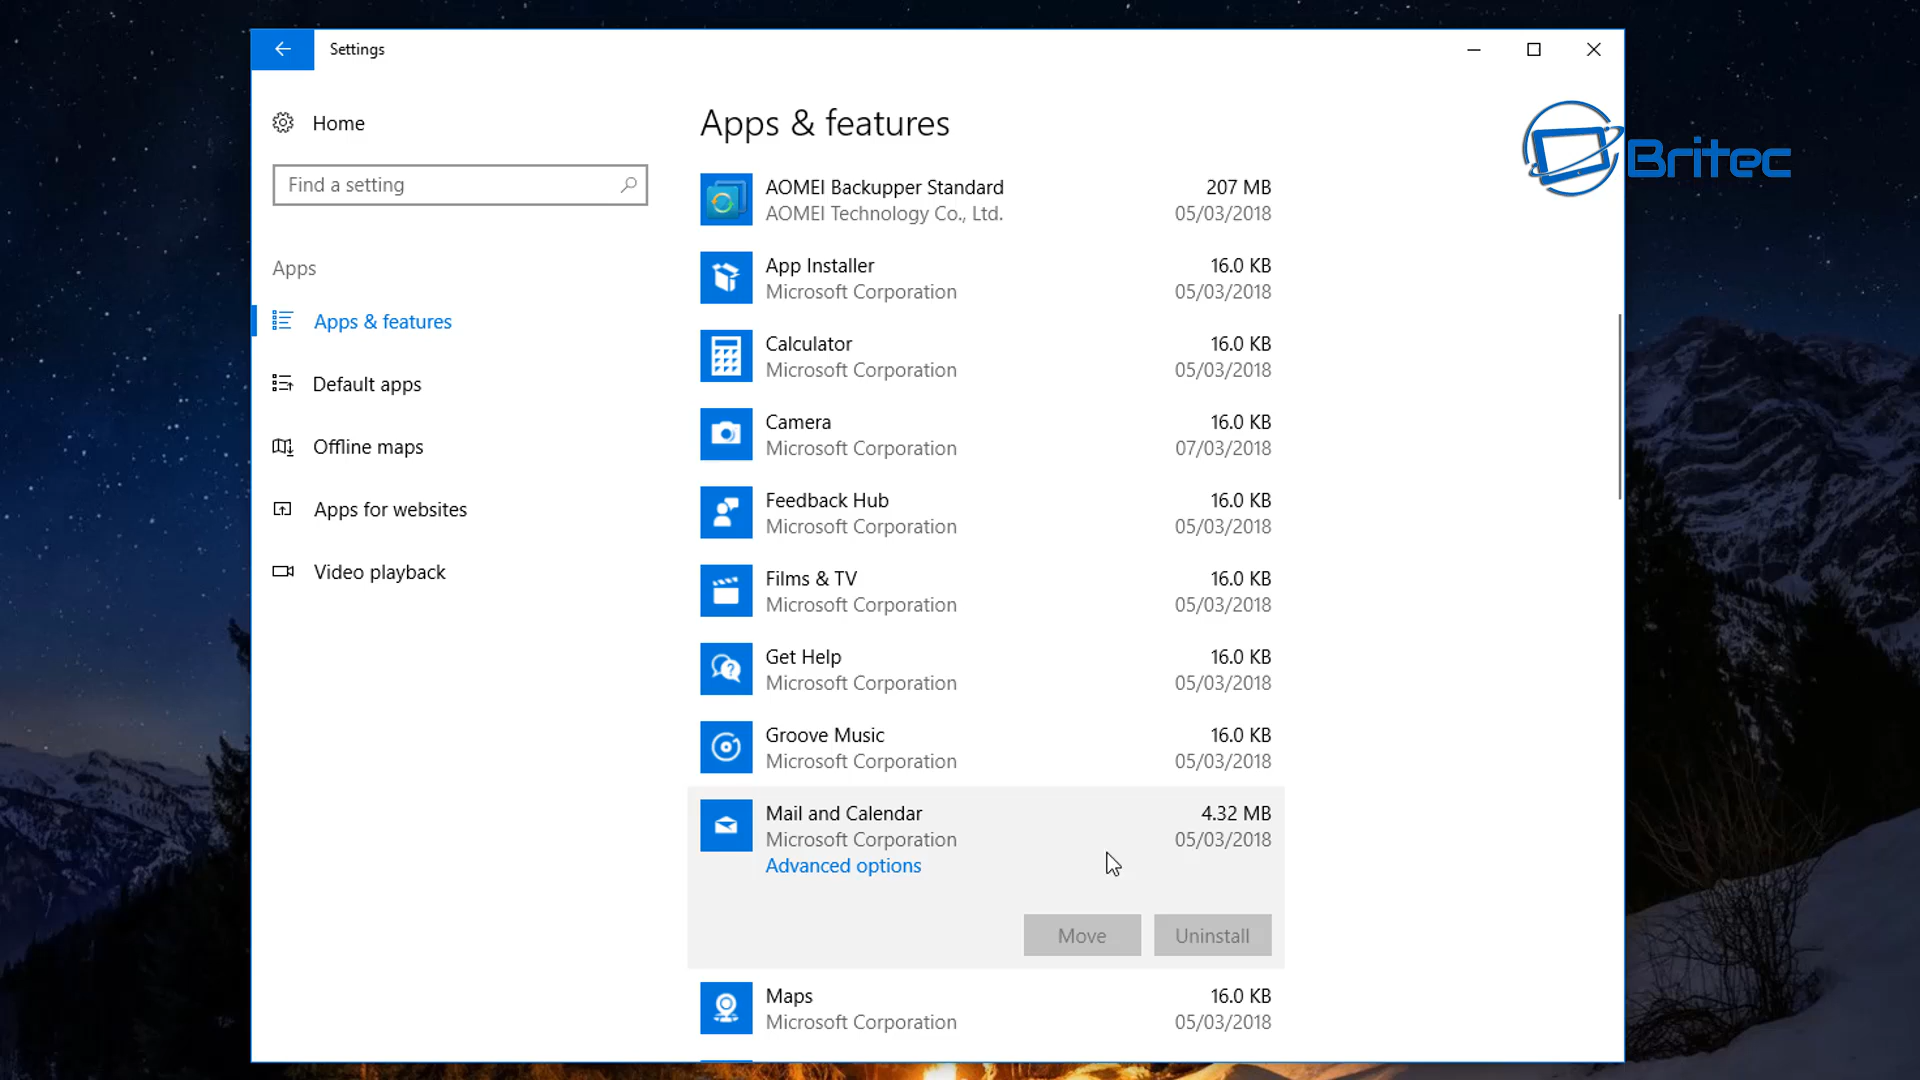 Settings
Home
Find a setting
Apps
Apps & features
Default apps
Offline maps
Apps for websites
Video playback
Apps & features
AOMEI Backupper Standard 207 MB
AOMEI Technology Co., Ltd. 05/03/2018
App Installer 16.0 KB
Microsoft Corporation 05/03/2018
Calculator 16.0 KB
Microsoft Corporation 05/03/2018
Camera 16.0 KB
Microsoft Corporation 07/03/2018
Feedback Hub 16.0 KB
Microsoft Corporation 05/03/2018
Films & TV 16.0 KB
Microsoft Corporation 05/03/2018
Get Help 16.0 KB
Microsoft Corporation 05/03/2018
Groove Music 16.0 KB
Microsoft Corporation 05/03/2018
Mail and Calendar 4.32 MB
Microsoft Corporation 05/03/2018
Advanced options
Move Uninstall
Maps 16.0 KB
Microsoft Corporation 05/03/2018
Britec